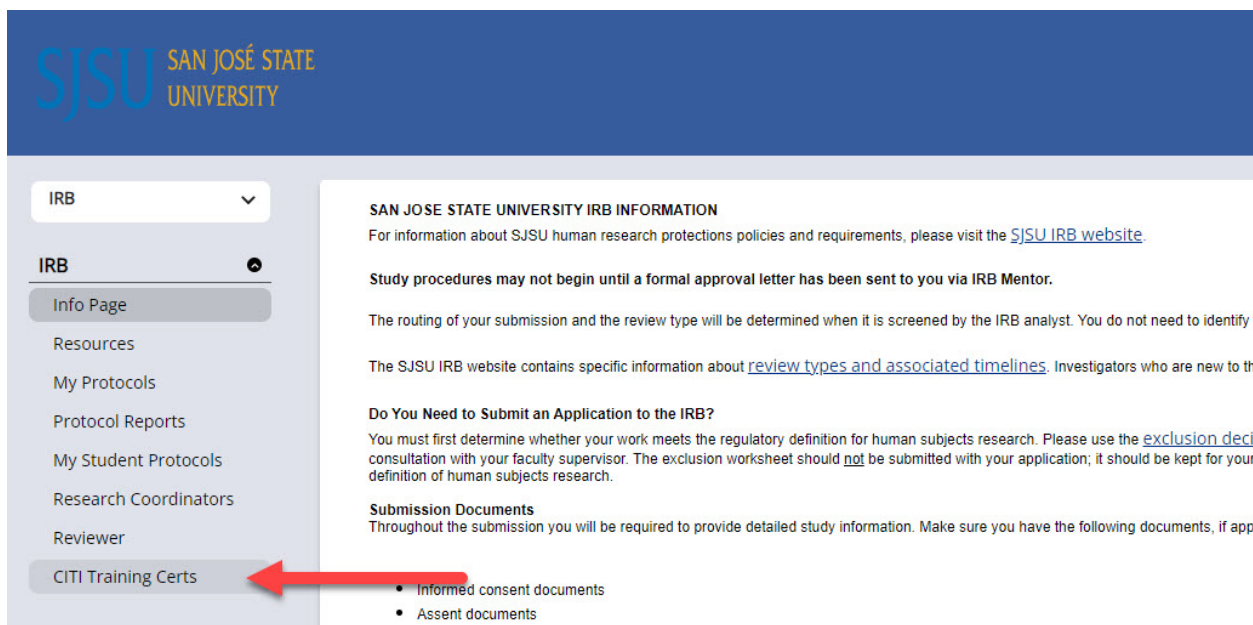 SJSU
SAN JOSÉ STATE
UNIVERSITY
IRB
IRB
Info Page
Resources
My Protocols
Protocol Reports
My Student Protocols
Research Coordinators
Reviewer
CITI Training Certs
SAN JOSE STATE UNIVERSITY IRB INFORMATION
For information about SJSU human research protections policies and requirements, please visit the SJSU IRB website.
Study procedures may not begin until a formal approval letter has been sent to you via IRB Mentor.
The routing of your submission and the review type will be determined when it is screened by the IRB analyst. You do not need to identify
The SJSU IRB website contains specific information about review types and associated timelines. Investigators who are new to th
Do You Need to Submit an Application to the IRB?
You must first determine whether your work meets the regulatory definition for human subjects research. Please use the exclusion deci
consultation with your faculty supervisor. The exclusion worksheet should not be submitted with your application; it should be kept for your
definition of human subjects research.
Submission Documents
Throughout the submission you will be required to provide detailed study information. Make sure you have the following documents, if app
• Informed consent documents
• Assent documents